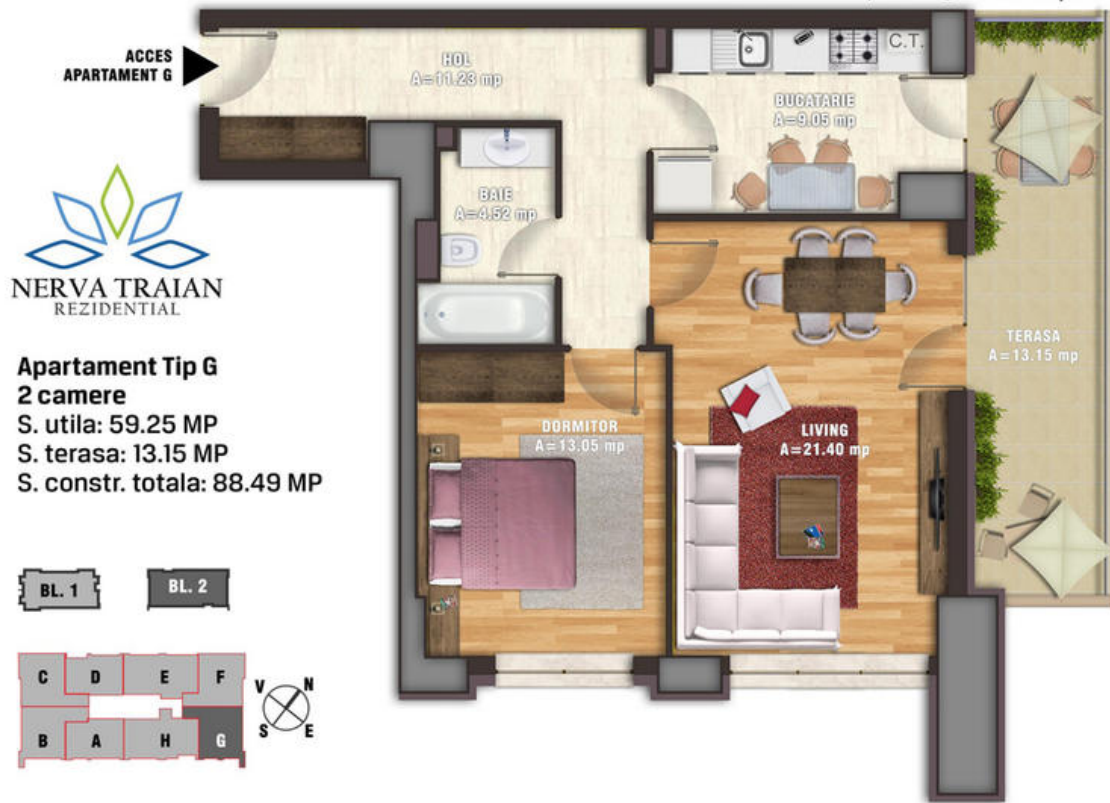 ACCES
APARTAMENT G
HOL
A=11.23 mp
C.T.
BUCATARIE
A=9.05 mp
BAIE
A=4.52 mp
NERVA TRAIAN
REZIDENTIAL
TERASA
A=13.15 mp
Apartament Tip G
2 camere
S. utila: 59.25 MP
S. terasa: 13.15 MP
S. constr. totala: 88.49 MP
DORMITOR
A=13.05 mp
LIVING
A=21.40 mp
BL. 1
BL. 2
C D E F
B A H G
V N
S E